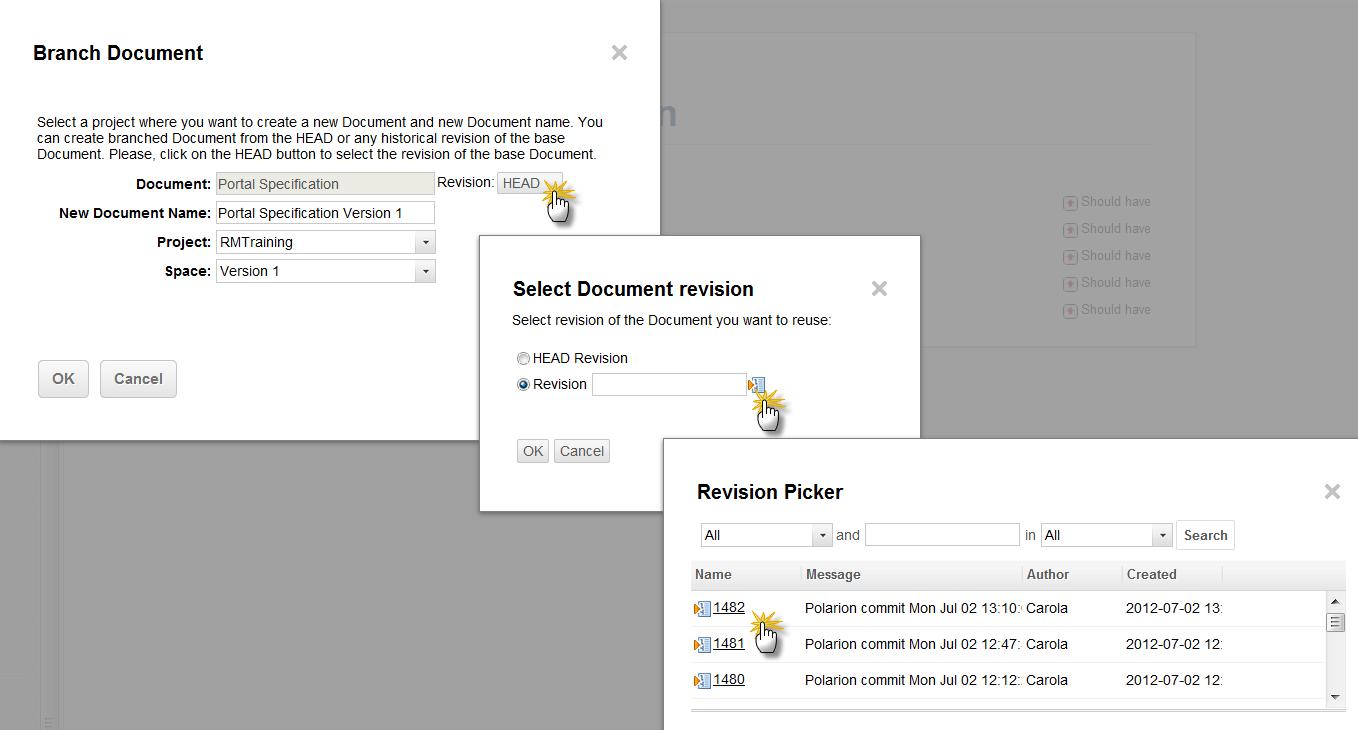 Branch Document
Select a project where you want to create a new Document and new Document name. You
can create branched Document from the HEAD or any historical revision of the base
Document. Please, click on the HEAD button to select the revision of the base Document.
Document: Portal Specification Revision: HEAD
New Document Name: Portal Specification Version 1
Project: RMTraining
Space: Version 1
OK Cancel
Should have
Should have
Should have
Should have
Should have
Select Document revision
Select revision of the Document you want to reuse:
HEAD Revision
Revision
OK Cancel
Revision Picker
All and in All Search
Name Message Author Created
1482 Polarion commit Mon Jul 02 13:10: Carola 2012-07-02 13:
1481 Polarion commit Mon Jul 02 12:47: Carola 2012-07-02 12:
1480 Polarion commit Mon Jul 02 12:12: Carola 2012-07-02 12: